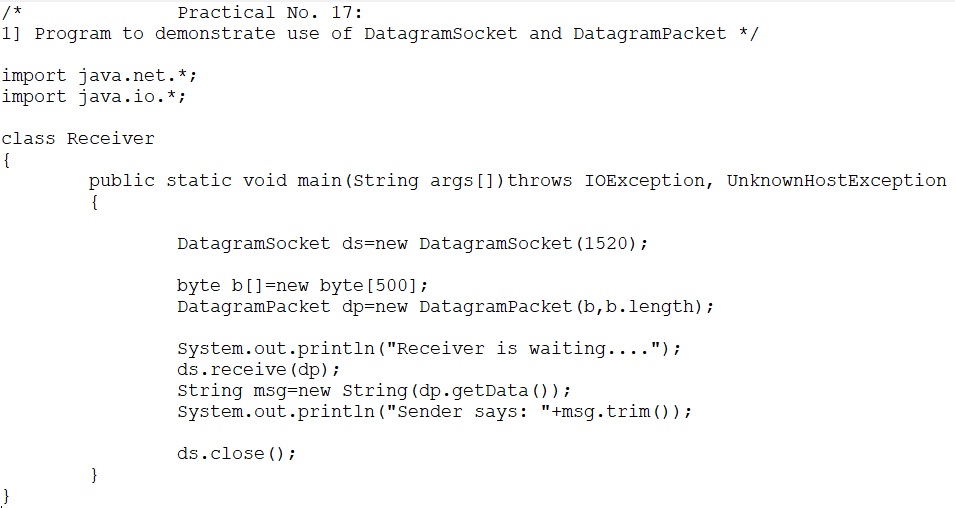 /*              Practical No. 17:
1] Program to demonstrate use of DatagramSocket and DatagramPacket */
import java.net.*;
import java.io.*;
class Receiver
{
        public static void main(String args[])throws IOException, UnknownHostException
        {
                DatagramSocket ds=new DatagramSocket(1520);
                byte b[]=new byte[500];
                DatagramPacket dp=new DatagramPacket(b,b.length);
                System.out.println("Receiver is waiting....");
                ds.receive(dp);
                String msg=new String(dp.getData());
                System.out.println("Sender says: "+msg.trim());
                ds.close();
        }
}